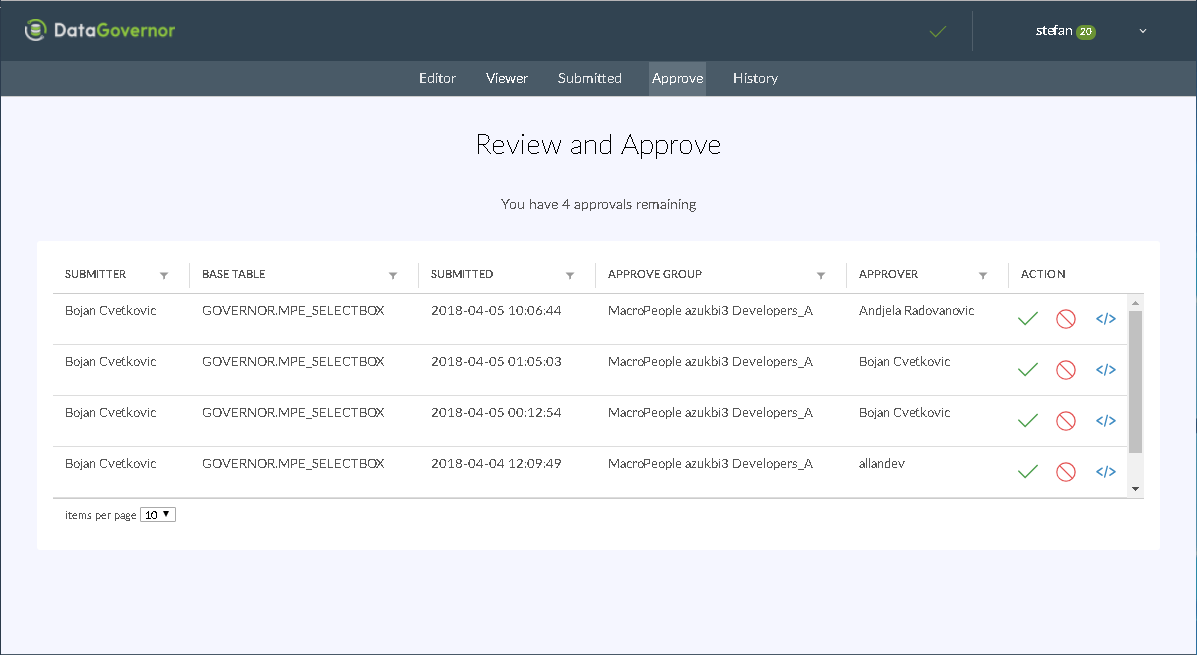 DataGovernor
stefan 20
Editor Viewer Submitted Approve History
Review and Approve
You have 4 approvals remaining
SUBMITTER BASE TABLE SUBMITTED APPROVE GROUP APPROVER ACTION
Bojan Cvetkovic GOVERNOR.MPE_SELECTBOX 2018-04-05 10:06:44 MacroPeople azukbi3 Developers_A Andjela Radovanovic </>
Bojan Cvetkovic GOVERNOR.MPE_SELECTBOX 2018-04-05 01:05:03 MacroPeople azukbi3 Developers_A Bojan Cvetkovic </>
Bojan Cvetkovic GOVERNOR.MPE_SELECTBOX 2018-04-05 00:12:54 MacroPeople azukbi3 Developers_A Bojan Cvetkovic </>
Bojan Cvetkovic GOVERNOR.MPE_SELECTBOX 2018-04-04 12:09:49 MacroPeople azukbi3 Developers_A allandev </>
items per page 10